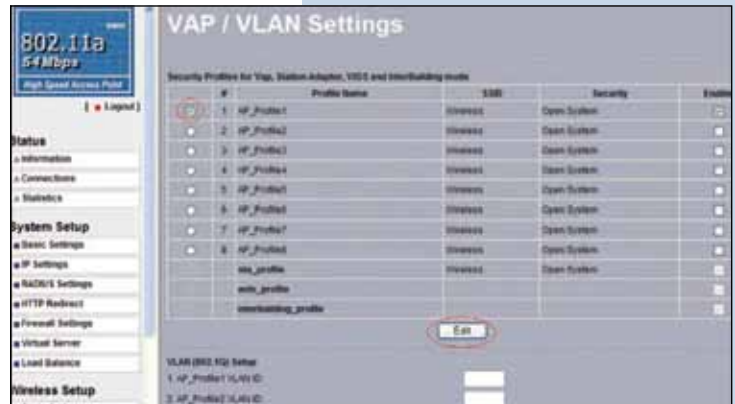 802.11a
54 Mbps
High Speed Access Point
[ Logout ]
Status
Information
Connections
Statistics
System Setup
Basic Settings
IP Settings
RADIUS Settings
HTTP Redirect
Firewall Settings
Virtual Server
Load Balance
Wireless Setup
VAP / VLAN Settings
Security Profiles for Vap, Station Adapter, WDS and InterBuilding mode
# Profile Name SSID Security Enable
1 AP_Profile1 Wireless Open System
2 AP_Profile2 Wireless Open System
3 AP_Profile3 Wireless Open System
4 AP_Profile4 Wireless Open System
5 AP_Profile5 Wireless Open System
6 AP_Profile6 Wireless Open System
7 AP_Profile7 Wireless Open System
8 AP_Profile8 Wireless Open System
sta_profile Wireless Open System
wds_profile
interbuilding_profile
Edit
VLAN (802.1Q) Setup
1. AP_Profile1 VLAN ID:
2. AP_Profile2 VLAN ID: